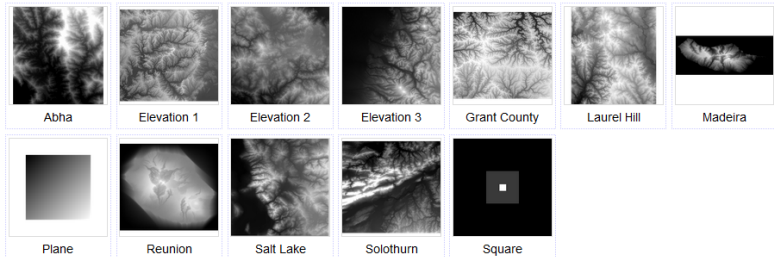 Abha
Elevation 1
Elevation 2
Elevation 3
Grant County
Laurel Hill
Madeira
Plane
Reunion
Salt Lake
Solothurn
Square